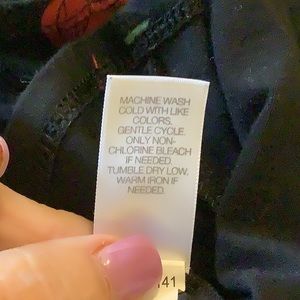 MACHINE WASH
COLD WITH LIKE
COLORS.
GENTLE CYCLE.
ONLY NON-
CHLORINE BLEACH
IF NEEDED.
TUMBLE DRY LOW.
WARM IRON IF
NEEDED.
141